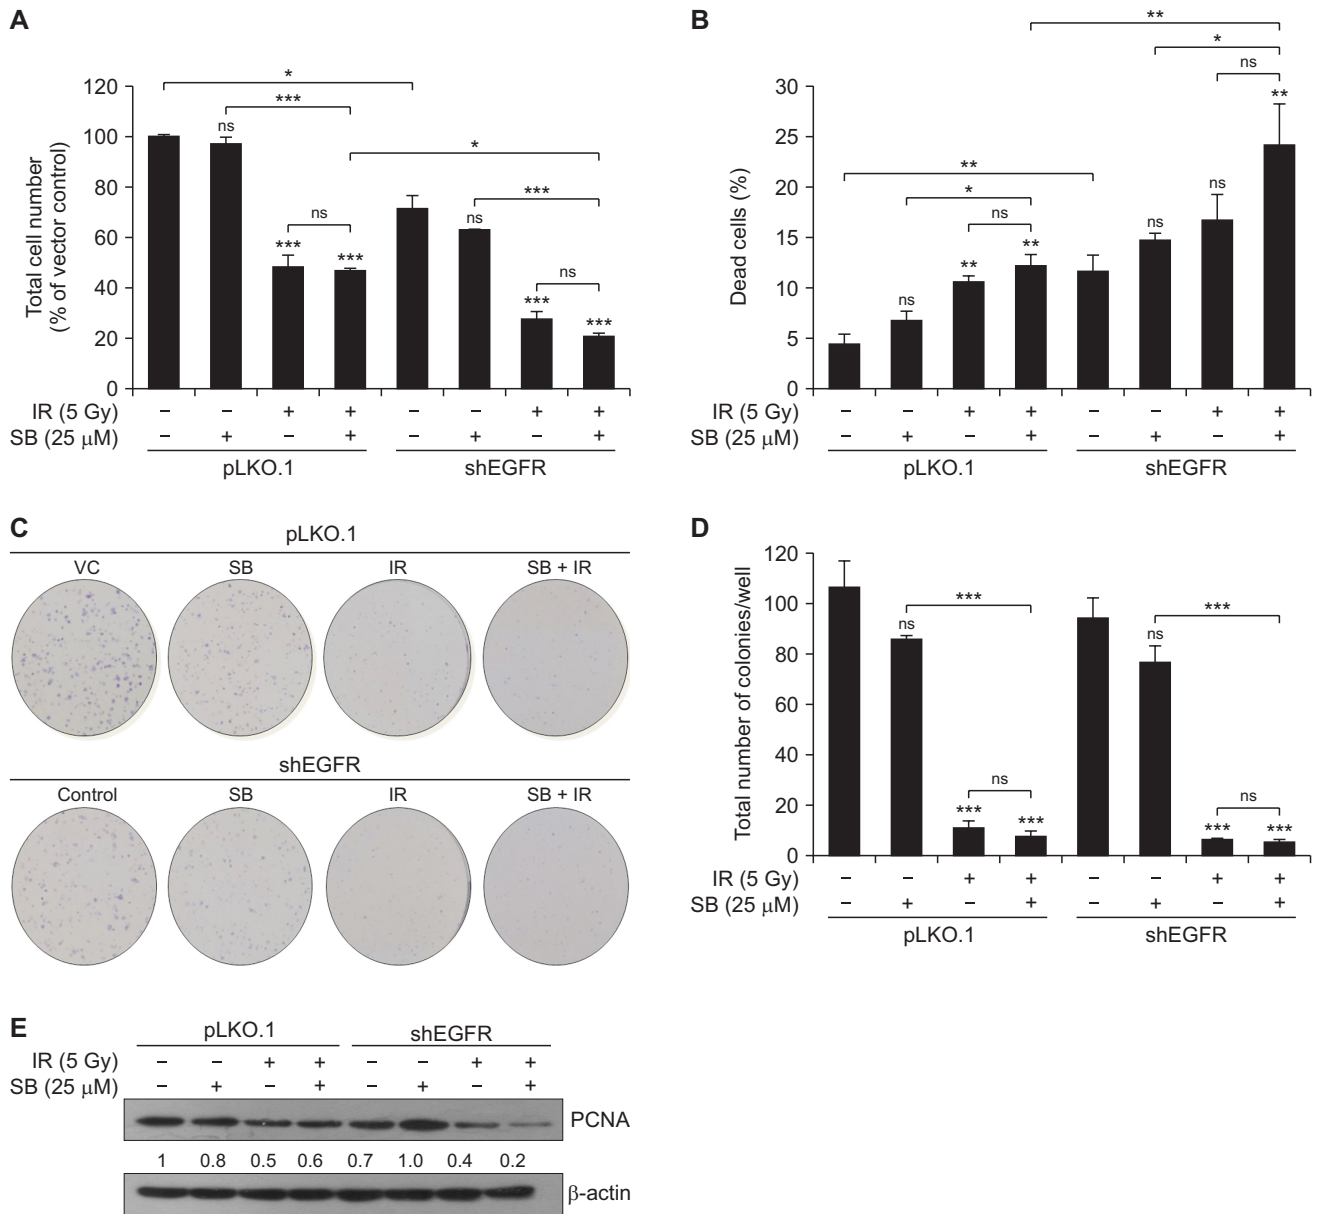 A
Total cell number
(% of vector control)
120
100
80
60
40
20
0
*
***
ns
*
***
ns
***
***
ns
ns
***
***
IR (5 Gy) – – + + – – + +
SB (25 μM) – + – + – + – +
pLKO.1 shEGFR
B
Dead cells (%)
30
25
20
15
10
5
0
**
*
ns
**
**
*
ns
**
**
ns
ns
ns
**
IR (5 Gy) – – + + – – + +
SB (25 μM) – + – + – + – +
pLKO.1 shEGFR
C
pLKO.1
VC SB IR SB + IR
shEGFR
Control SB IR SB + IR
D
Total number of colonies/well
120
100
80
60
40
20
0
***
ns
ns
***
***
***
ns
ns
***
***
IR (5 Gy) – – + + – – + +
SB (25 μM) – + – + – + – +
pLKO.1 shEGFR
E
pLKO.1 shEGFR
IR (5 Gy) – – + + – – + +
SB (25 μM) – + – + – + – +
PCNA
1 0.8 0.5 0.6 0.7 1.0 0.4 0.2
β-actin